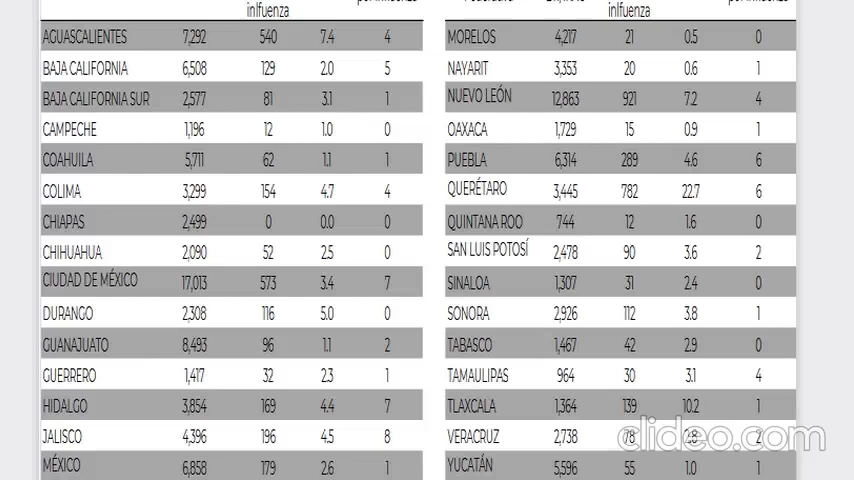 inlfuenza
AGUASCALIENTES 7,292 540 7.4 4
BAJA CALIFORNIA 6,508 129 2.0 5
BAJA CALIFORNIA SUR 2,577 81 3.1 1
CAMPECHE 1,196 12 1.0 0
COAHUILA 5,711 62 1.1 1
COLIMA 3,299 154 4.7 4
CHIAPAS 2,499 0 0.0 0
CHIHUAHUA 2,090 52 2.5 0
CIUDAD DE MÉXICO 17,013 573 3.4 7
DURANGO 2,308 116 5.0 0
GUANAJUATO 8,493 96 1.1 2
GUERRERO 1,417 32 2.3 1
HIDALGO 3,854 169 4.4 7
JALISCO 4,396 196 4.5 8
MÉXICO 6,858 179 2.6 1
inlfuenza
MORELOS 4,217 21 0.5 0
NAYARIT 3,353 20 0.6 1
NUEVO LEÓN 12,863 921 7.2 4
OAXACA 1,729 15 0.9 1
PUEBLA 6,314 289 4.6 6
QUERÉTARO 3,445 782 22.7 6
QUINTANA ROO 744 12 1.6 0
SAN LUIS POTOSÍ 2,478 90 3.6 2
SINALOA 1,307 31 2.4 0
SONORA 2,926 112 3.8 1
TABASCO 1,467 42 2.9 0
TAMAULIPAS 964 30 3.1 4
TLAXCALA 1,364 139 10.2 1
VERACRUZ 2,738 78 2.8 2
YUCATÁN 5,596 55 1.0 1
clideo.com